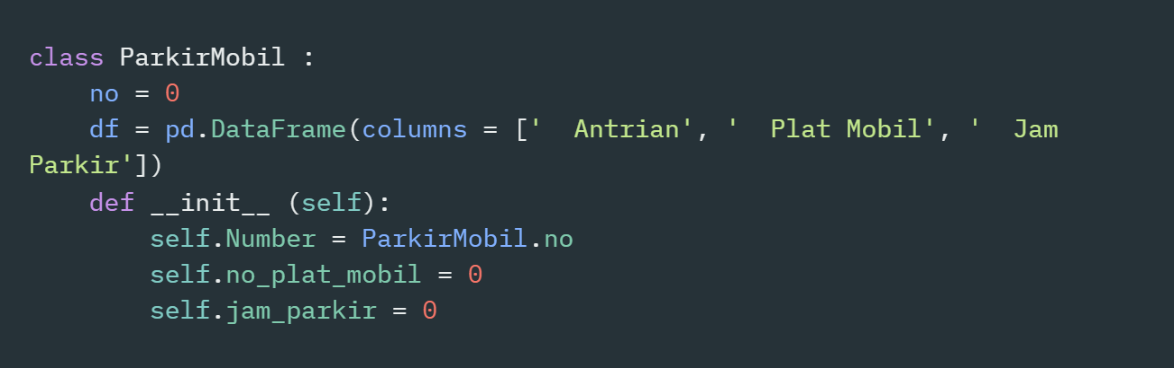 class ParkirMobil :
    no = 0
    df = pd.DataFrame(columns = ['  Antrian', '  Plat Mobil', '  Jam
Parkir'])
    def __init__ (self):
        self.Number = ParkirMobil.no
        self.no_plat_mobil = 0
        self.jam_parkir = 0